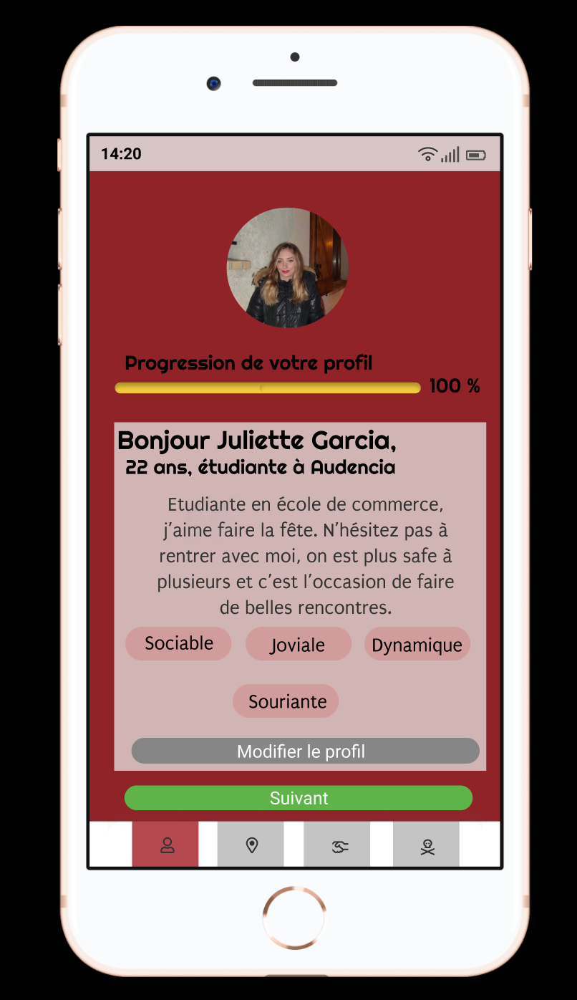 14:20
Progression de votre profil
100 %
Bonjour Juliette Garcia,
22 ans, étudiante à Audencia
Etudiante en école de commerce,
j'aime faire la fête. N'hésitez pas à
rentrer avec moi, on est plus safe à
plusieurs et c'est l'occasion de faire
de belles rencontres.
Sociable Joviale Dynamique
Souriante
Modifier le profil
Suivant